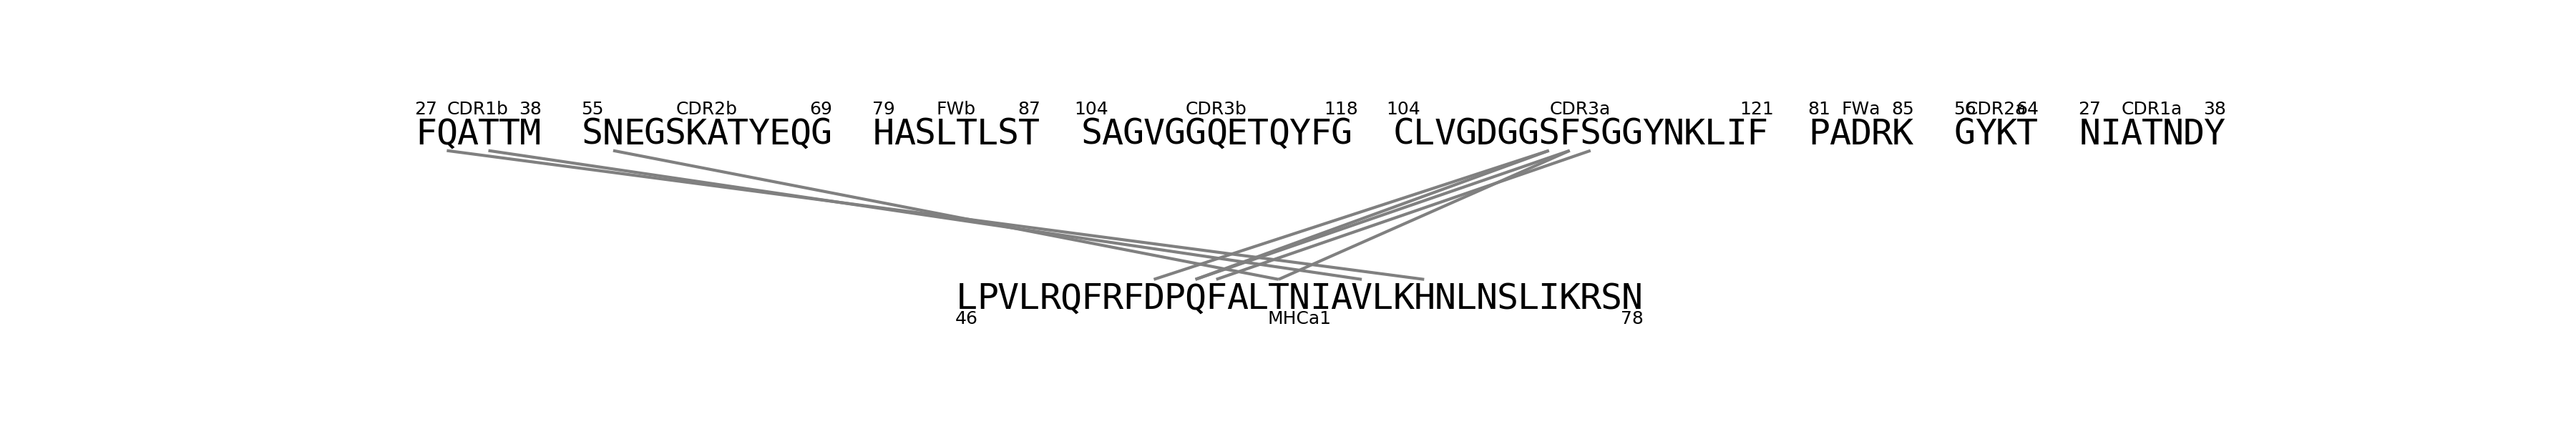 27 CDR1b 38 55 CDR2b 69 79 FWb 87 104 CDR3b 118 104 CDR3a 121 81 FWa 85 56 CDR2a 64 27 CDR1a 38
FQATTM SNEGSKATYEQG HASLTLST SAGVGGQETQYFG CLVGDGGSFSGGYNKLIF PADRK GYKT NIATNDY
LPVLRQFRFDPQFALTNIAVLKHNLNSLIKRSN
46 MHCa1 78